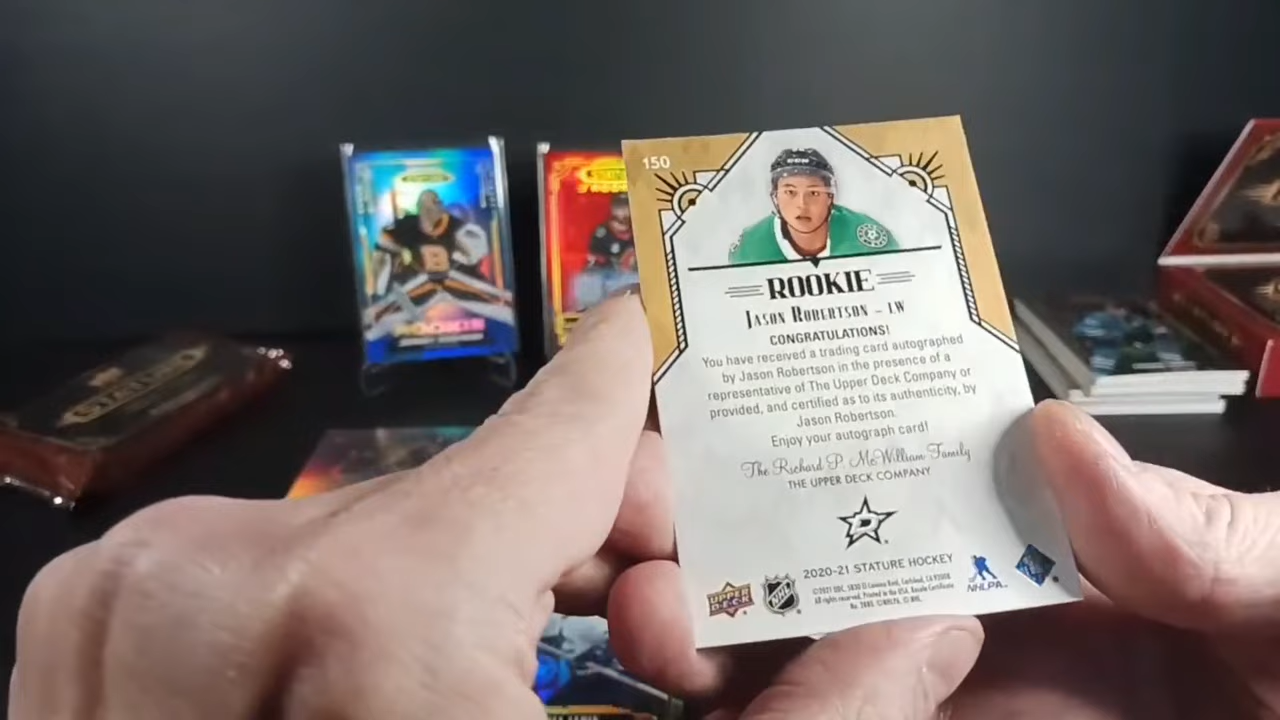 150
ROOKIE
JASON ROBERTSON – LW
CONGRATULATIONS!
You have received a trading card autographed
by Jason Robertson in the presence of a
representative of The Upper Deck Company or
provided, and certified as to its authenticity, by
Jason Robertson.
Enjoy your autograph card!
The Richard P. McWilliam Family
THE UPPER DECK COMPANY
2020-21 STATURE HOCKEY
UPPER
DECK
NHL
NHLPA